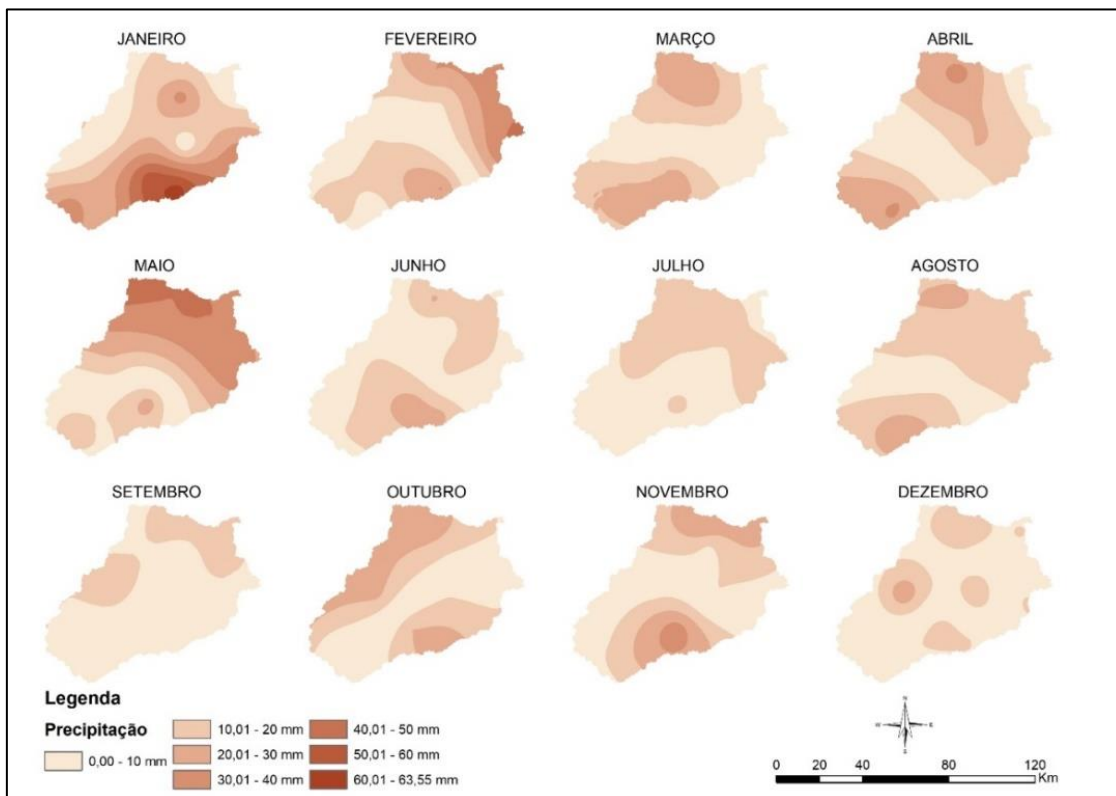 JANEIRO
FEVEREIRO
MARÇO
ABRIL
MAIO
JUNHO
JULHO
AGOSTO
SETEMBRO
OUTUBRO
NOVEMBRO
DEZEMBRO
Legenda
Precipitação
0,00 - 10 mm
10,01 - 20 mm
20,01 - 30 mm
30,01 - 40 mm
40,01 - 50 mm
50,01 - 60 mm
60,01 - 63,55 mm
N
W E
S
0 20 40 60 80 120
Km